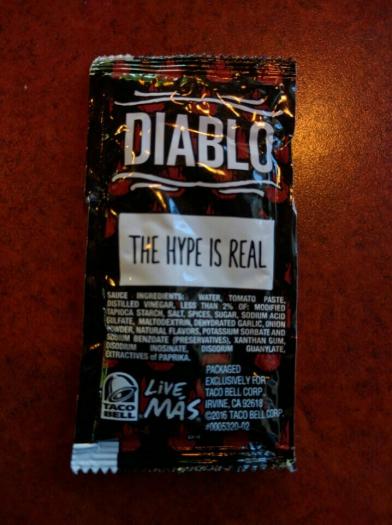 DIABLO
THE HYPE IS REAL
SAUCE INGREDIENTS: WATER, TOMATO PASTE,
DISTILLED VINEGAR, LESS THAN 2% OF: MODIFIED
TAPIOCA STARCH, SALT, SPICES, SUGAR, SODIUM ACID
SULFATE, MALTODEXTRIN, DEHYDRATED GARLIC, ONION
POWDER, NATURAL FLAVORS, POTASSIUM SORBATE AND
SODIUM BENZOATE (PRESERVATIVES), XANTHAN GUM,
DISODIUM INOSINATE, DISODIUM GUANYLATE,
EXTRACTIVES of PAPRIKA.
TACO
BELL
LIVE
MÁS
PACKAGED
EXCLUSIVELY FOR
TACO BELL CORP.
IRVINE, CA 92618
©2016 TACO BELL CORP.
#0005320-02